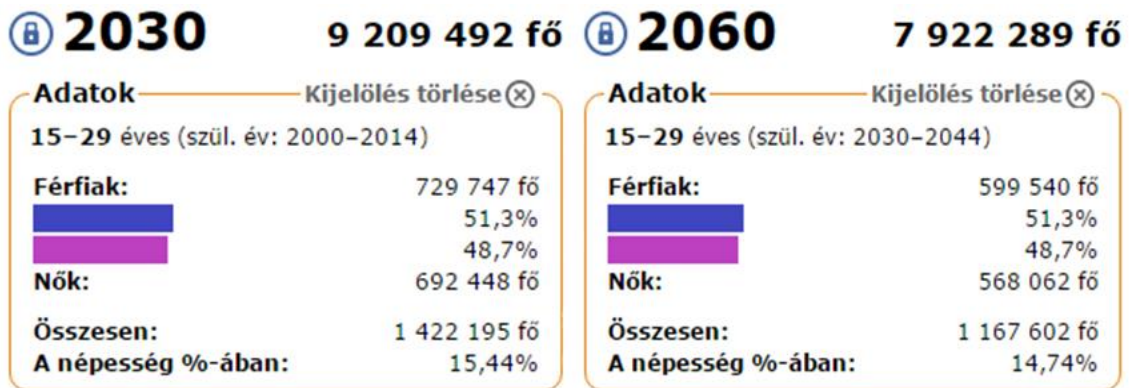 2030 9 209 492 fő
Adatok Kijelölés törlése
15–29 éves (szül. év: 2000–2014)
Férfiak: 729 747 fő
51,3%
48,7%
Nők: 692 448 fő
Összesen: 1 422 195 fő
A népesség %-ában: 15,44%
2060 7 922 289 fő
Adatok Kijelölés törlése
15–29 éves (szül. év: 2030–2044)
Férfiak: 599 540 fő
51,3%
48,7%
Nők: 568 062 fő
Összesen: 1 167 602 fő
A népesség %-ában: 14,74%